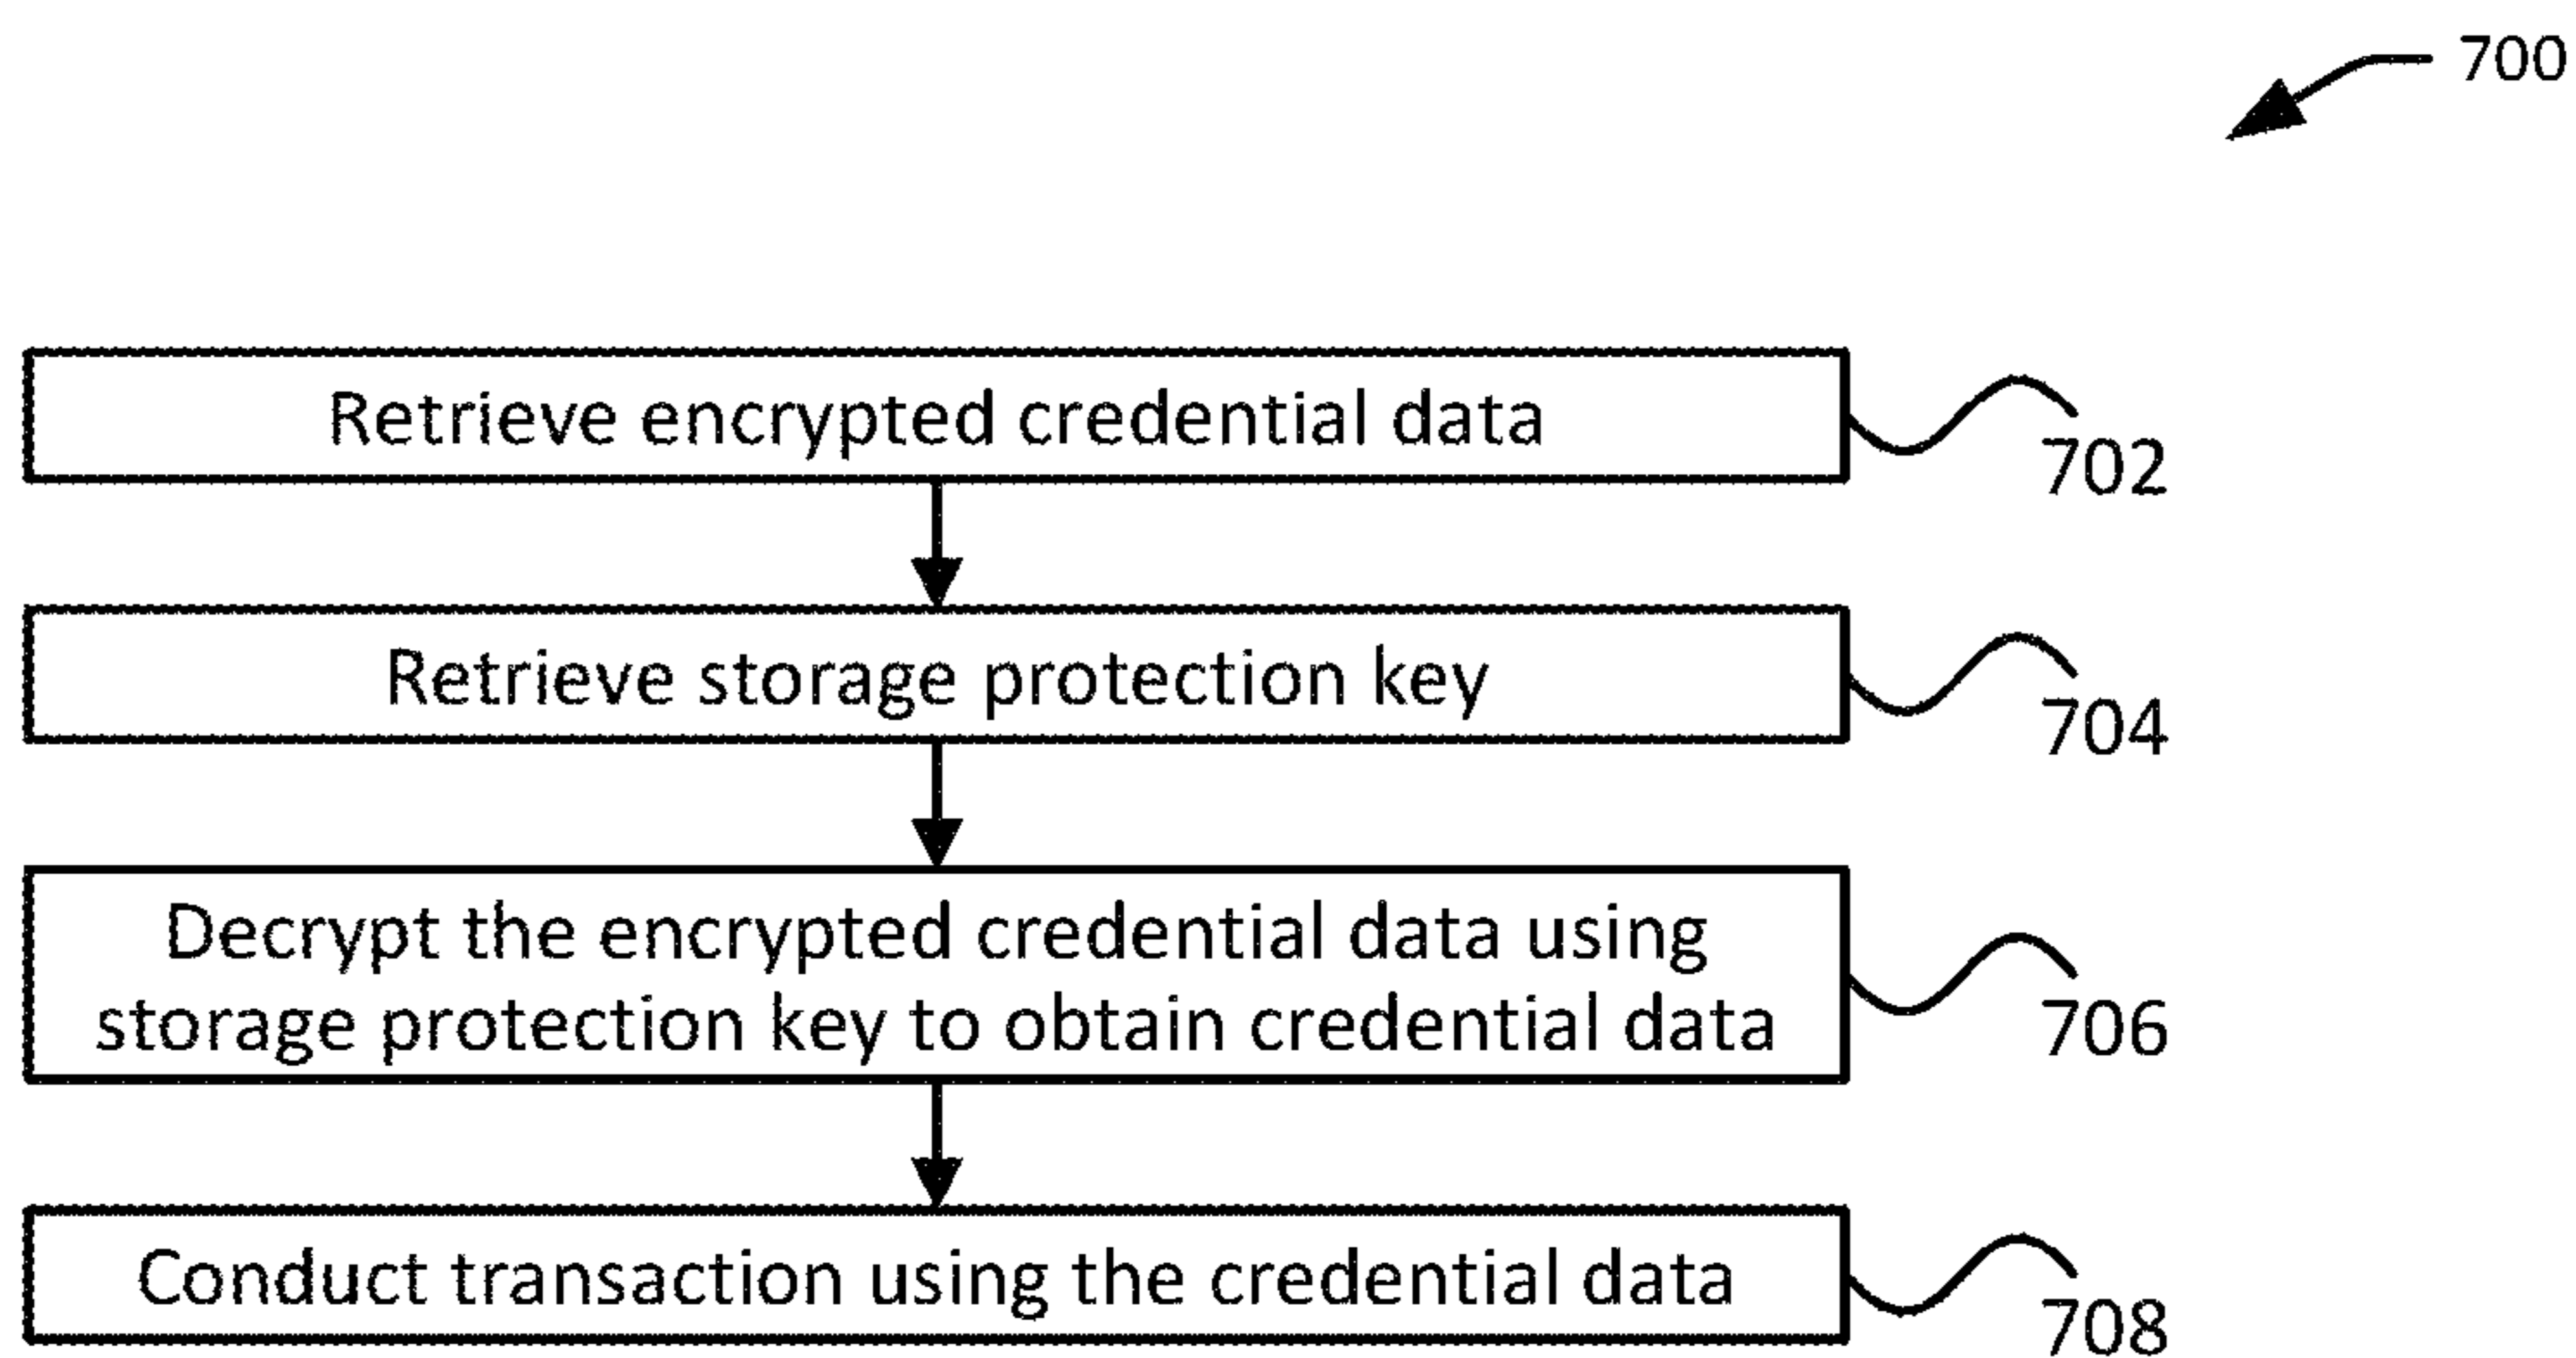 700
Retrieve encrypted credential data
702
Retrieve storage protection key
704
Decrypt the encrypted credential data using
storage protection key to obtain credential data
706
Conduct transaction using the credential data
708